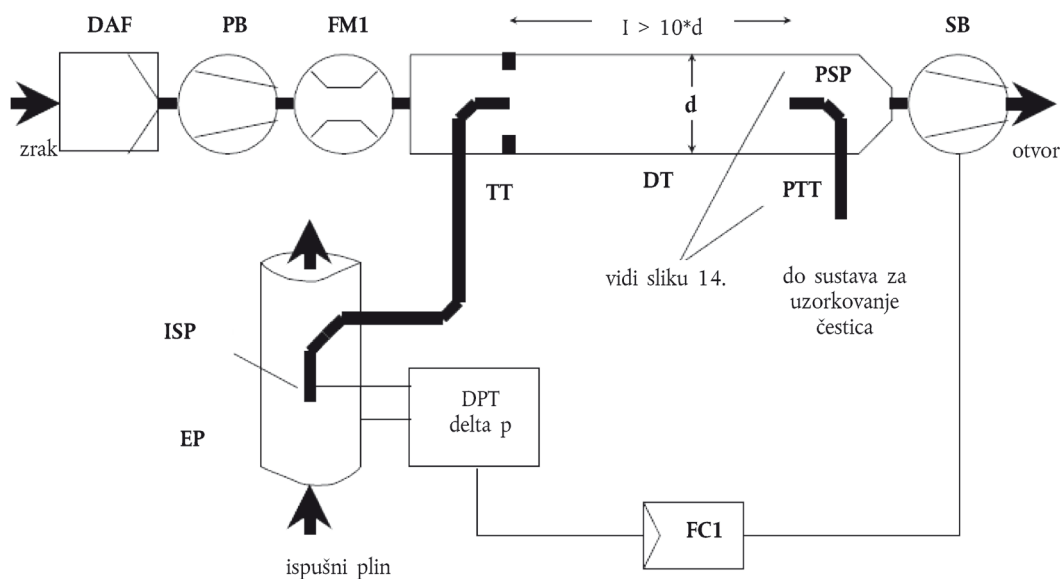 DAF PB FM1 l > 10*d SB
PSP
d
zrak otvor
TT DT PTT
vidi sliku 14. do sustava za
uzorkovanje
čestica
ISP
DPT
delta p
EP
FC1
ispušni plin